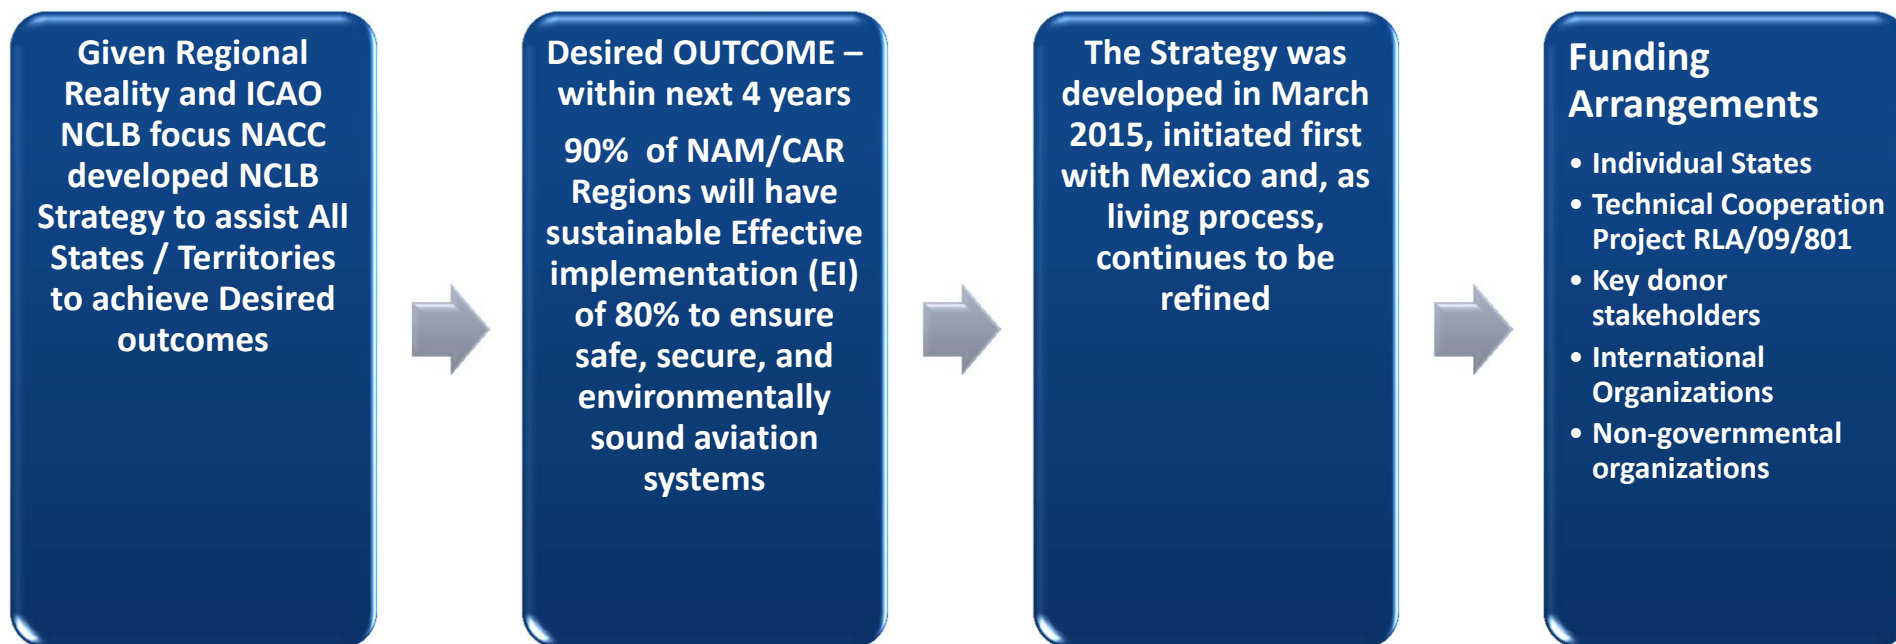 Given Regional
Reality and ICAO
NCLB focus NACC
developed NCLB
Strategy to assist All
States / Territories
to achieve Desired
outcomes
Desired OUTCOME –
within next 4 years
90% of NAM/CAR
Regions will have
sustainable Effective
implementation (EI)
of 80% to ensure
safe, secure, and
environmentally
sound aviation
systems
The Strategy was
developed in March
2015, initiated first
with Mexico and, as
living process,
continues to be
refined
Funding
Arrangements
• Individual States
• Technical Cooperation
Project RLA/09/801
• Key donor
stakeholders
• International
Organizations
• Non-governmental
organizations